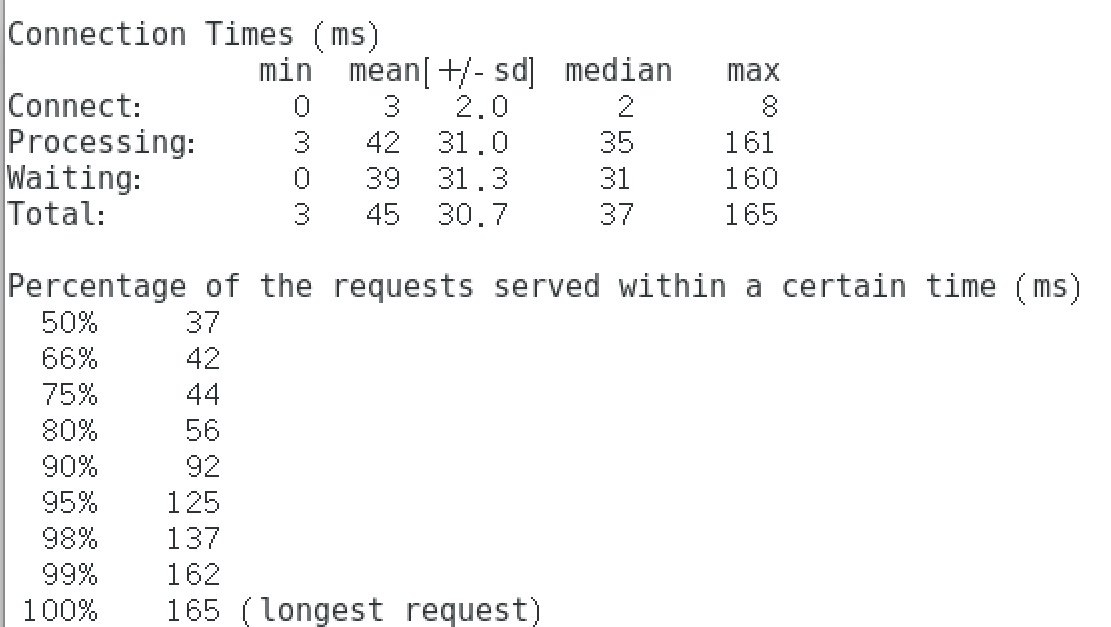 Connection Times (ms)
              min  mean[+/-sd] median   max
Connect:        0    3   2.0      2       8
Processing:     3   42  31.0     35     161
Waiting:        0   39  31.3     31     160
Total:          3   45  30.7     37     165
Percentage of the requests served within a certain time (ms)
  50%     37
  66%     42
  75%     44
  80%     56
  90%     92
  95%    125
  98%    137
  99%    162
 100%    165 (longest request)